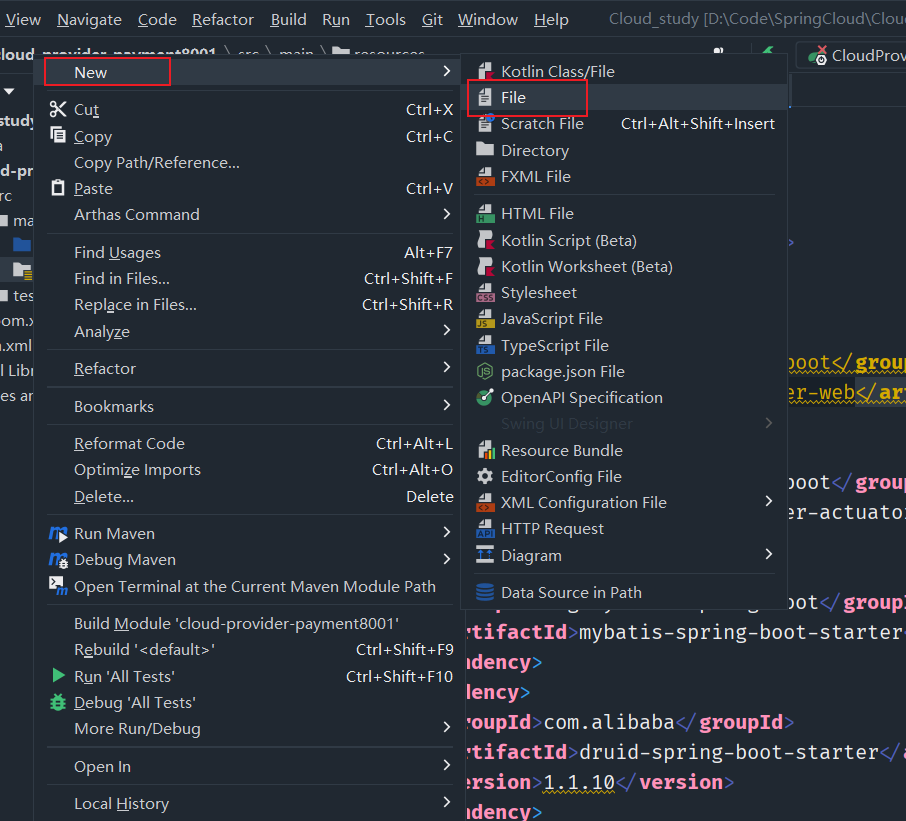 View Navigate Code Refactor Build Run Tools Git Window Help Cloud_study [D:\Code\SpringCloud\Cloud
cloud-provider-payment8001 \ src \ main \ resources
CloudProv
New
Cut Ctrl+X
Copy Ctrl+C
Copy Path/Reference...
Paste Ctrl+V
Arthas Command
Find Usages Alt+F7
Find in Files... Ctrl+Shift+F
Replace in Files... Ctrl+Shift+R
Analyze
Refactor
Bookmarks
Reformat Code Ctrl+Alt+L
Optimize Imports Ctrl+Alt+O
Delete... Delete
Run Maven
Debug Maven
Open Terminal at the Current Maven Module Path
Build Module 'cloud-provider-payment8001'
Rebuild '<default>' Ctrl+Shift+F9
Run 'All Tests' Ctrl+Shift+F10
Debug 'All Tests'
More Run/Debug
Open In
Local History
Kotlin Class/File
File
Scratch File Ctrl+Alt+Shift+Insert
Directory
FXML File
HTML File
Kotlin Script (Beta)
Kotlin Worksheet (Beta)
Stylesheet
JavaScript File
TypeScript File
package.json File
OpenAPI Specification
Swing UI Designer
Resource Bundle
EditorConfig File
XML Configuration File
HTTP Request
Diagram
Data Source in Path
study
d-pr
rc
ma
tes
om.x
.xml
l Libr
es an
boot</group
er-web</ar
boot</group
er-actuator
oot</groupI
rtifactId>mybatis-spring-boot-starter<
ndency>
dency>
roupId>com.alibaba</groupId>
rtifactId>druid-spring-boot-starter</a
ersion>1.1.10</version>
ndency>